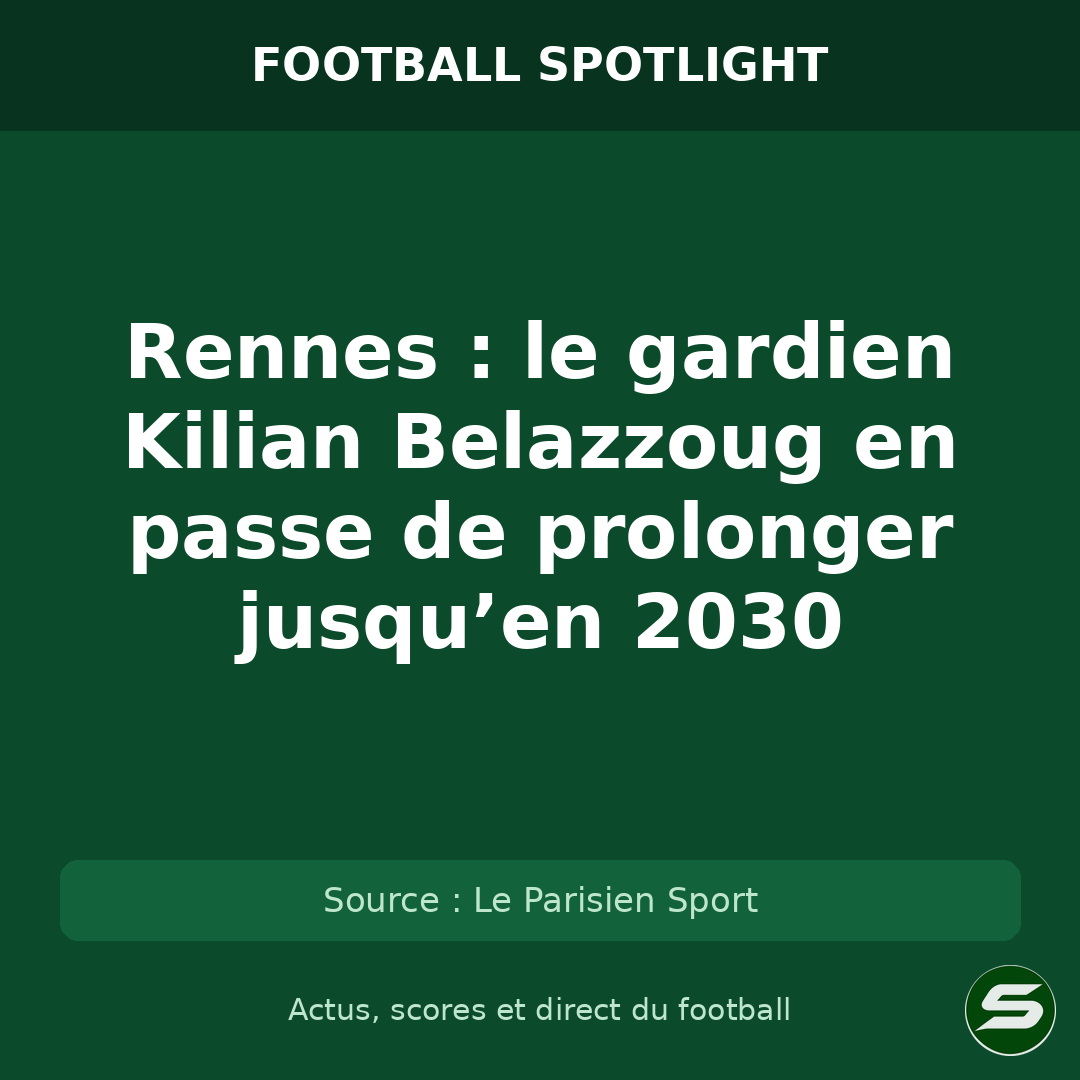 FOOTBALL SPOTLIGHT
Rennes : le gardien
Kilian Belazzoug en
passe de prolonger
jusqu’en 2030
Source : Le Parisien Sport
Actus, scores et direct du football
S